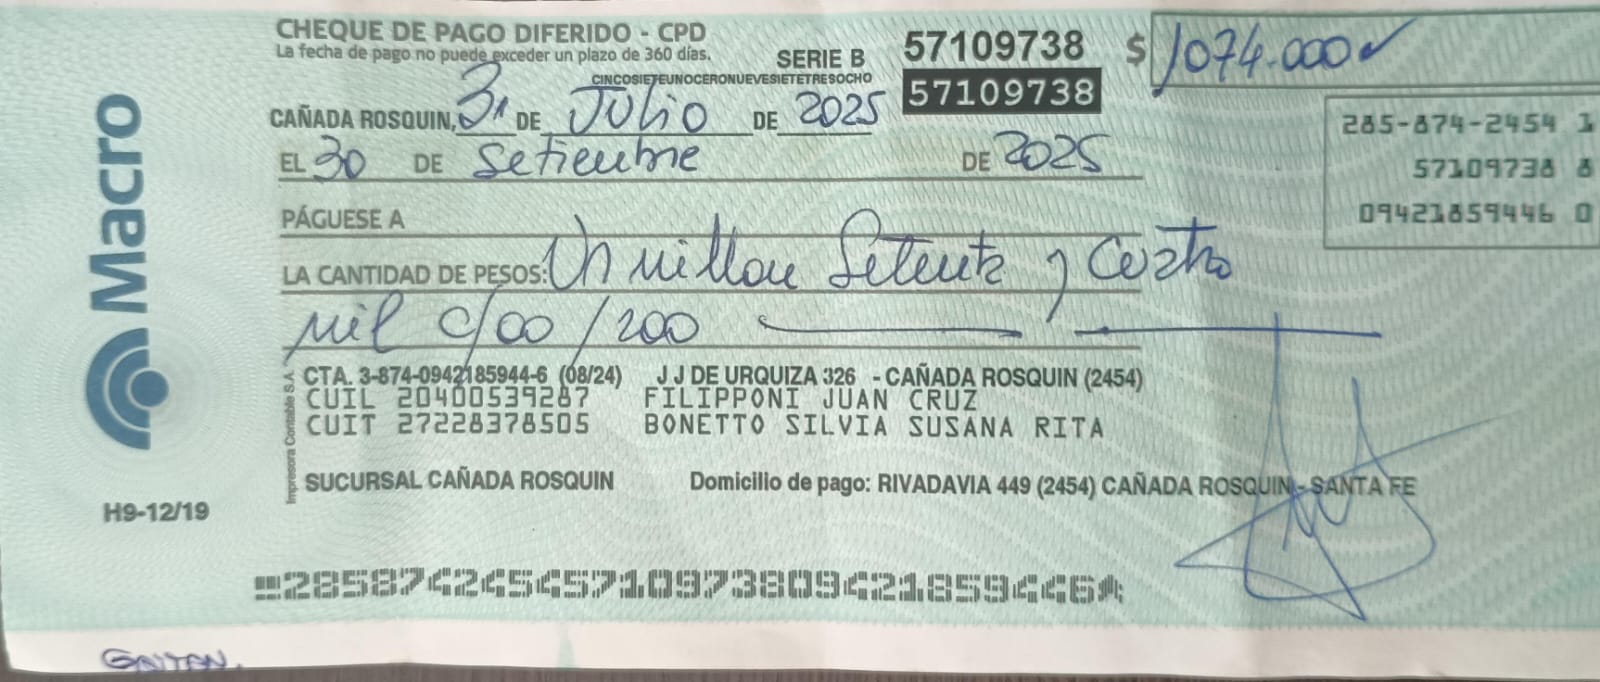 CHEQUE DE PAGO DIFERIDO - CPD
La fecha de pago no puede exceder un plazo de 360 días.
SERIE B 57109738 $ 1074.000
CINCOSIETEUNOCERONUEVESIETETRESOCHO
57109738
CAÑADA ROSQUIN, 31 DE Julio DE 2025
EL 30 DE Setiembre DE 2025
285-874-2454 1
57109738 8
09421859446 0
PÁGUESE A
LA CANTIDAD DE PESOS: Un millon Setenta y Cuatro
mil c/00/200
CTA. 3-874-0942185944-6 (08/24) J J DE URQUIZA 326 - CAÑADA ROSQUIN (2454)
CUIL 20400539287 FILIPPONI JUAN CRUZ
CUIT 27228378505 BONETTO SILVIA SUSANA RITA
SUCURSAL CAÑADA ROSQUIN Domicilio de pago: RIVADAVIA 449 (2454) CAÑADA ROSQUIN - SANTA FE
Impresora Contable S.A.
Macro
H9-12/19
28587424545710973809421859446
GAITAN.